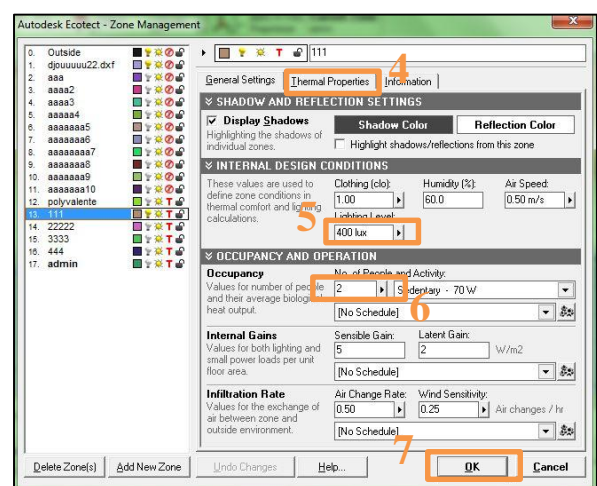 Autodesk Ecotect - Zone Management
0. Outside
1. djouuuuu22.dxf
2. aaa
3. aaaa2
4. aaaa3
5. aaaaa4
6. aaaaaaa5
7. aaaaaaa6
8. aaaaaaaa7
9. aaaaaaa8
10. aaaaaaa9
11. aaaaaaa10
12. polyvalente
13. 111
14. 22222
15. 3333
16. 444
17. admin
Delete Zone(s) Add New Zone
T 111
4
General Settings Thermal Properties Information
SHADOW AND REFLECTION SETTINGS
Display Shadows
Highlighting the shadows of individual zones.
Shadow Color Reflection Color
Highlight shadows/reflections from this zone
INTERNAL DESIGN CONDITIONS
These values are used to
define zone conditions in
thermal comfort and lighting
calculations.
Clothing (clo): Humidity (%): Air Speed:
1.00 60.0 0.50 m/s
5
Lighting Level:
400 lux
OCCUPANCY AND OPERATION
Occupancy
Values for number of people
and their average biological
heat output.
No. of People and Activity:
2 Sedentary - 70 W
6
[No Schedule]
Internal Gains
Values for both lighting and
small power loads per unit
floor area.
Sensible Gain: Latent Gain:
5 2 W/m2
[No Schedule]
Infiltration Rate
Values for the exchange of
air between zone and
outside environment.
Air Change Rate: Wind Sensitivity:
0.50 0.25 Air changes / hr
[No Schedule]
7
Undo Changes Help... OK Cancel